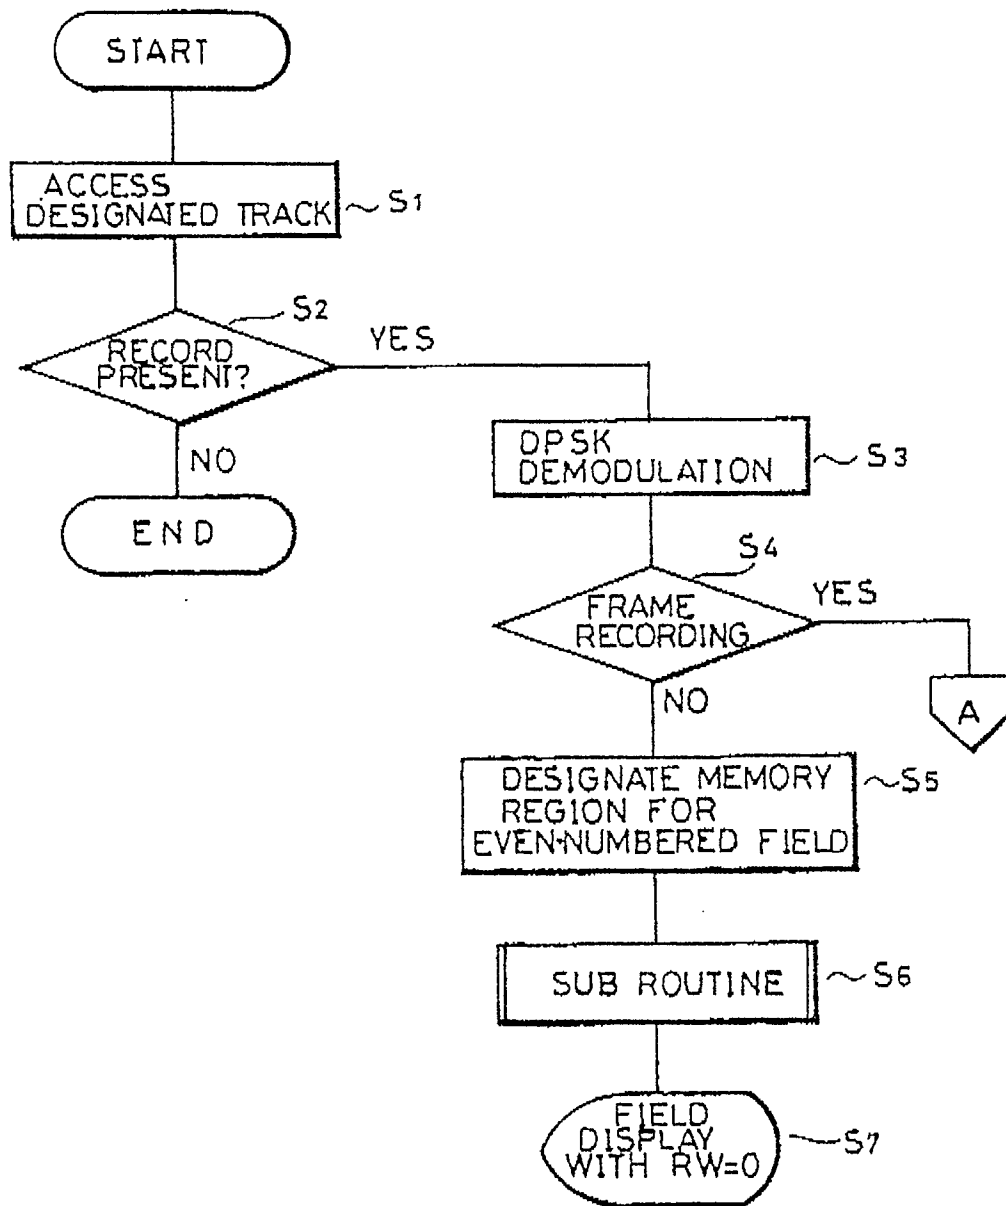 START
ACCESS
DESIGNATED TRACK
S1
S2
RECORD
PRESENT?
YES
NO
END
DPSK
DEMODULATION
S3
S4
FRAME
RECORDING
YES
A
NO
DESIGNATE MEMORY
REGION FOR
EVEN-NUMBERED FIELD
S5
SUB ROUTINE
S6
FIELD
DISPLAY
WITH RW=0
S7